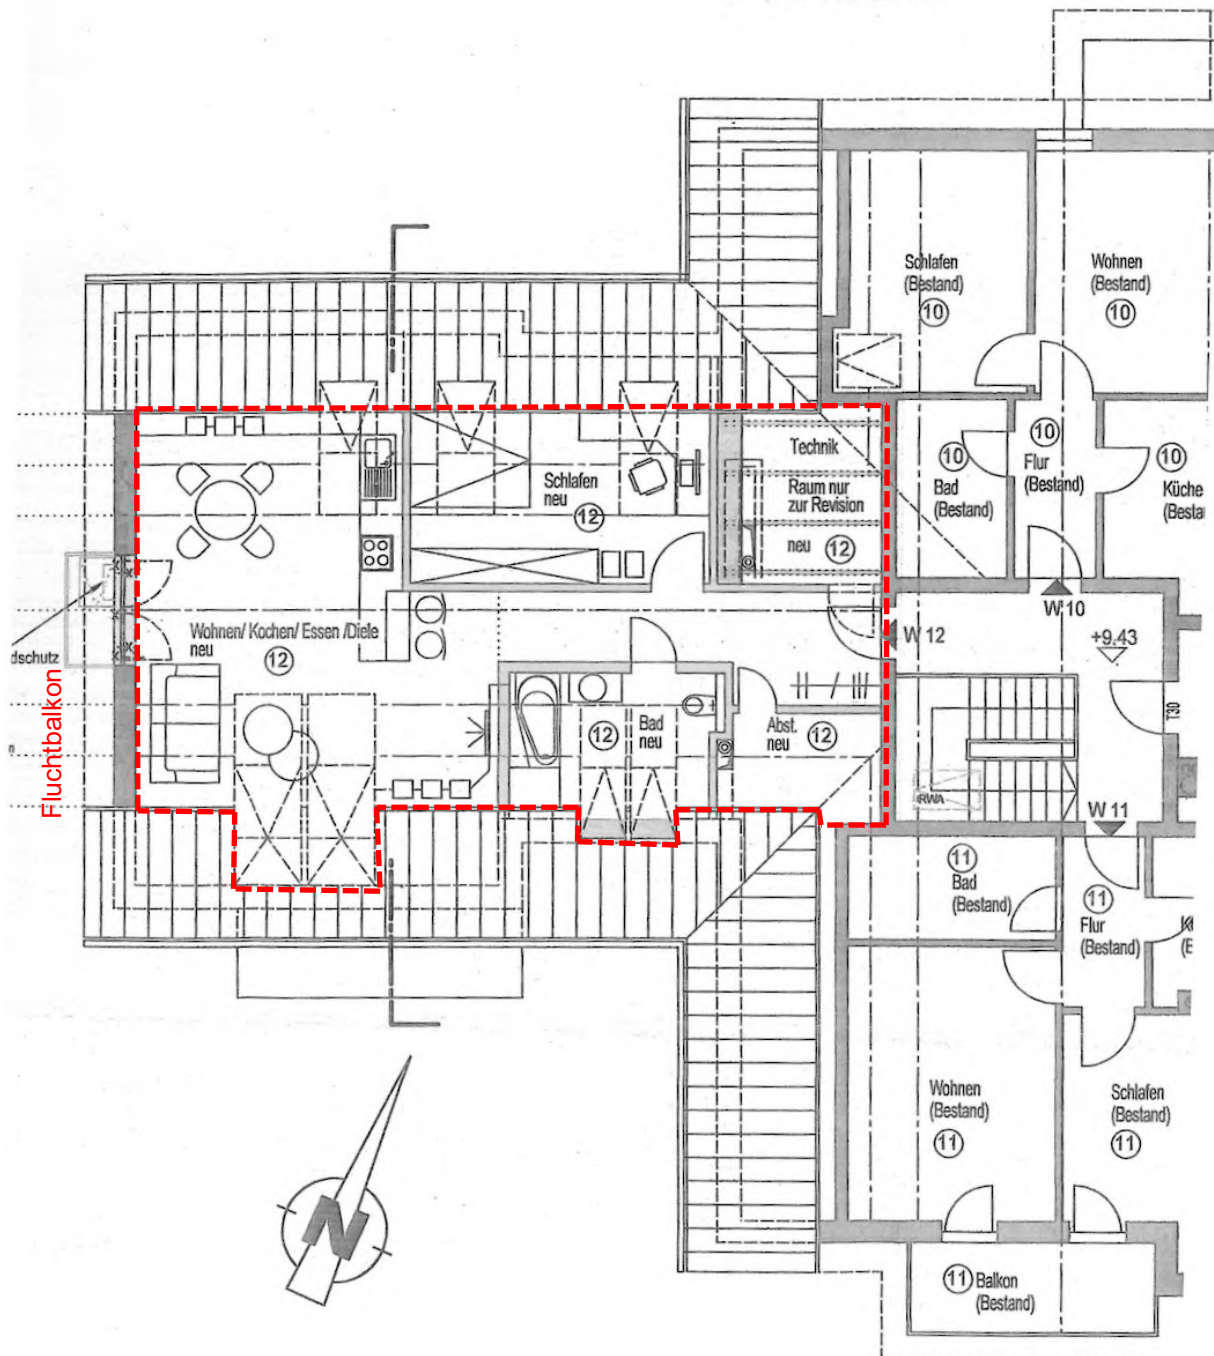 Schlafen
(Bestand)
10
Wohnen
(Bestand)
10
Technik
Raum nur
zur Revision
neu 12
Schlafen
neu
12
10
Bad
(Bestand)
10
Flur
(Bestand)
10
Küche
(Besta
W 10
W 12
+9.43
Wohnen/ Kochen/ Essen /Diele
neu
12
dschutz
Fluchtbalkon
n
12
Bad
neu
Abst.
neu 12
T30
RWA
W 11
11
Bad
(Bestand)
11
Flur
(Bestand)
(E
Wohnen
(Bestand)
11
Schlafen
(Bestand)
11
N
11 Balkon
(Bestand)